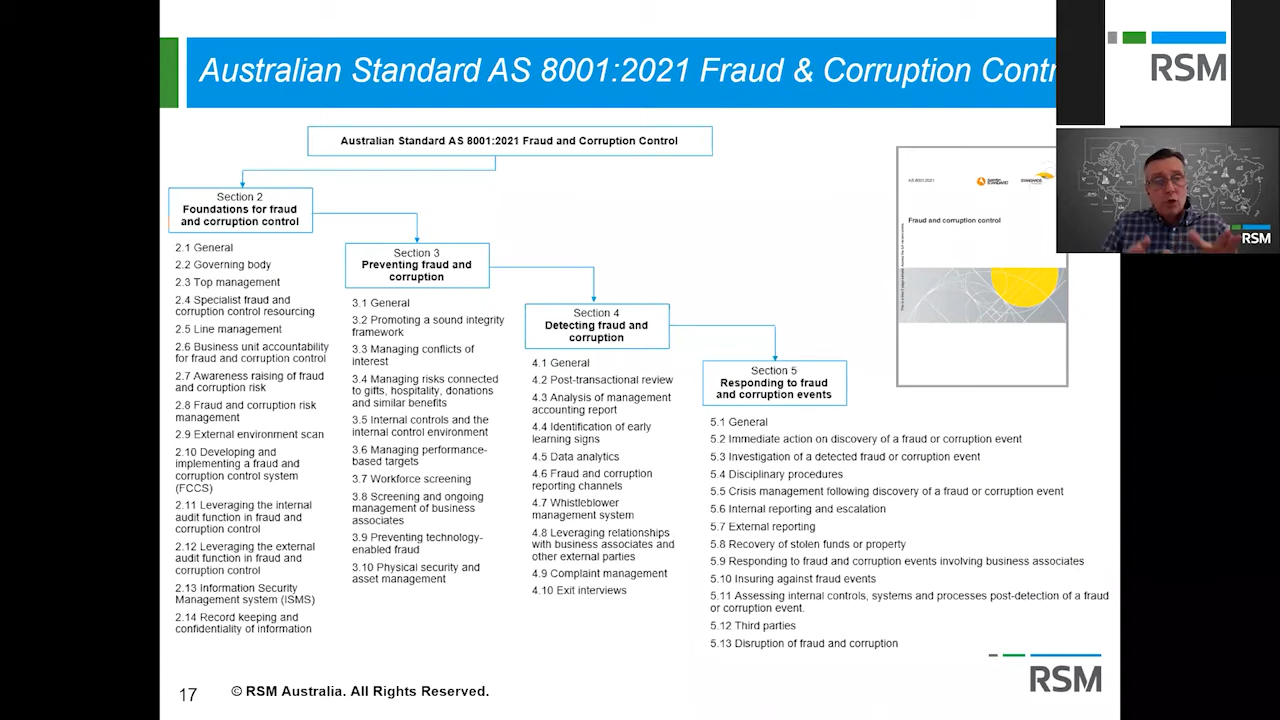 Australian Standard AS 8001:2021 Fraud & Corruption Contr
RSM
Australian Standard AS 8001:2021 Fraud and Corruption Control
Section 2
Foundations for fraud
and corruption control
2.1 General
2.2 Governing body
2.3 Top management
2.4 Specialist fraud and
corruption control resourcing
2.5 Line management
2.6 Business unit accountability
for fraud and corruption control
2.7 Awareness raising of fraud
and corruption risk
2.8 Fraud and corruption risk
management
2.9 External environment scan
2.10 Developing and
implementing a fraud and
corruption control system
(FCCS)
2.11 Leveraging the internal
audit function in fraud and
corruption control
2.12 Leveraging the external
audit function in fraud and
corruption control
2.13 Information Security
Management system (ISMS)
2.14 Record keeping and
confidentiality of information
Section 3
Preventing fraud and
corruption
3.1 General
3.2 Promoting a sound integrity
framework
3.3 Managing conflicts of
interest
3.4 Managing risks connected
to gifts, hospitality, donations
and similar benefits
3.5 Internal controls and the
internal control environment
3.6 Managing performance-
based targets
3.7 Workforce screening
3.8 Screening and ongoing
management of business
associates
3.9 Preventing technology-
enabled fraud
3.10 Physical security and
asset management
Section 4
Detecting fraud and
corruption
4.1 General
4.2 Post-transactional review
4.3 Analysis of management
accounting report
4.4 Identification of early
learning signs
4.5 Data analytics
4.6 Fraud and corruption
reporting channels
4.7 Whistleblower
management system
4.8 Leveraging relationships
with business associates and
other external parties
4.9 Complaint management
4.10 Exit interviews
Section 5
Responding to fraud
and corruption events
5.1 General
5.2 Immediate action on discovery of a fraud or corruption event
5.3 Investigation of a detected fraud or corruption event
5.4 Disciplinary procedures
5.5 Crisis management following discovery of a fraud or corruption event
5.6 Internal reporting and escalation
5.7 External reporting
5.8 Recovery of stolen funds or property
5.9 Responding to fraud and corruption events involving business associates
5.10 Insuring against fraud events
5.11 Assessing internal controls, systems and processes post-detection of a fraud
or corruption event.
5.12 Third parties
5.13 Disruption of fraud and corruption
AS 8001:2021
Fraud and corruption control
RSM
17
© RSM Australia. All Rights Reserved.
RSM